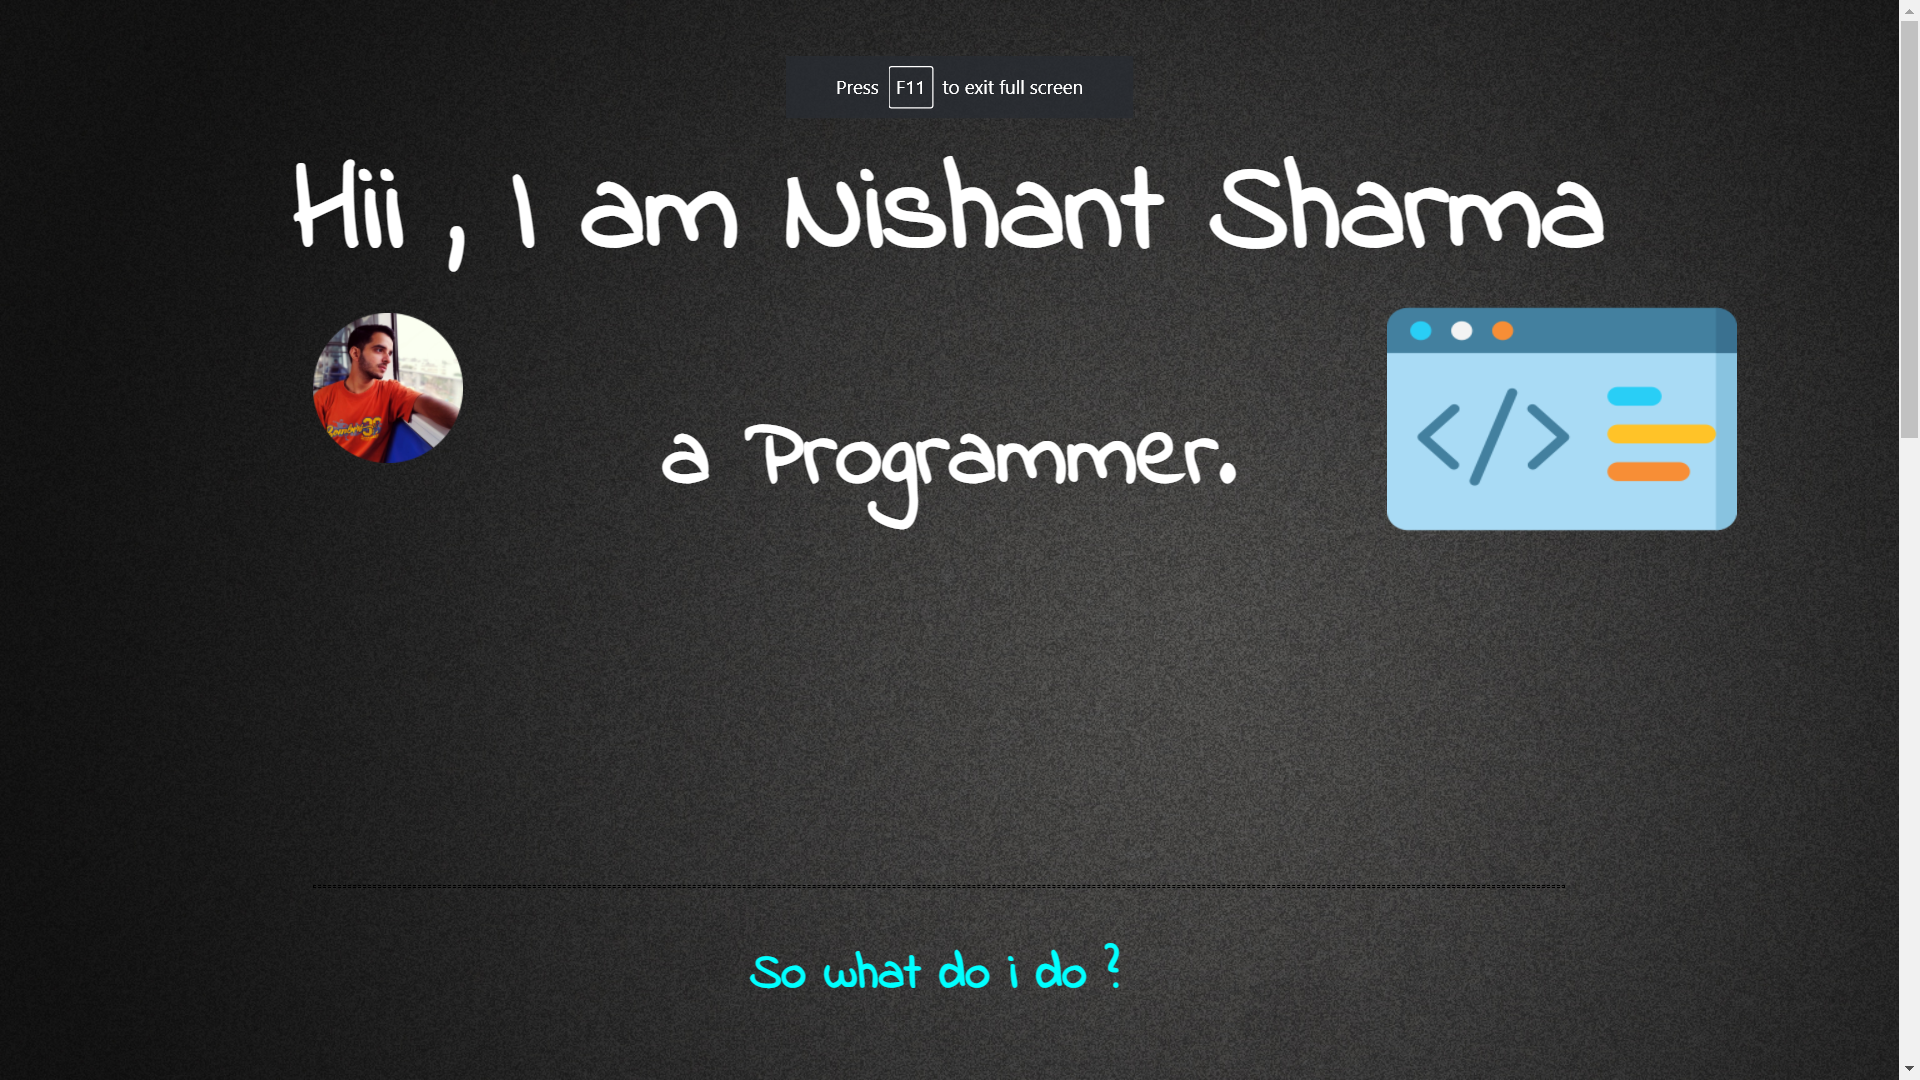 Press F11 to exit full screen
Hii , I am Nishant Sharma
a Programmer.
</>
So what do i do ?